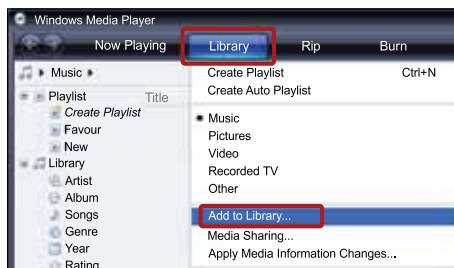 Windows Media Player
Now Playing Library Rip Burn
Music
Playlist Title
Create Playlist
Favour
New
Library
Artist
Album
Songs
Genre
Year
Rating
Create Playlist Ctrl+N
Create Auto Playlist
Music
Pictures
Video
Recorded TV
Other
Add to Library...
Media Sharing...
Apply Media Information Changes...